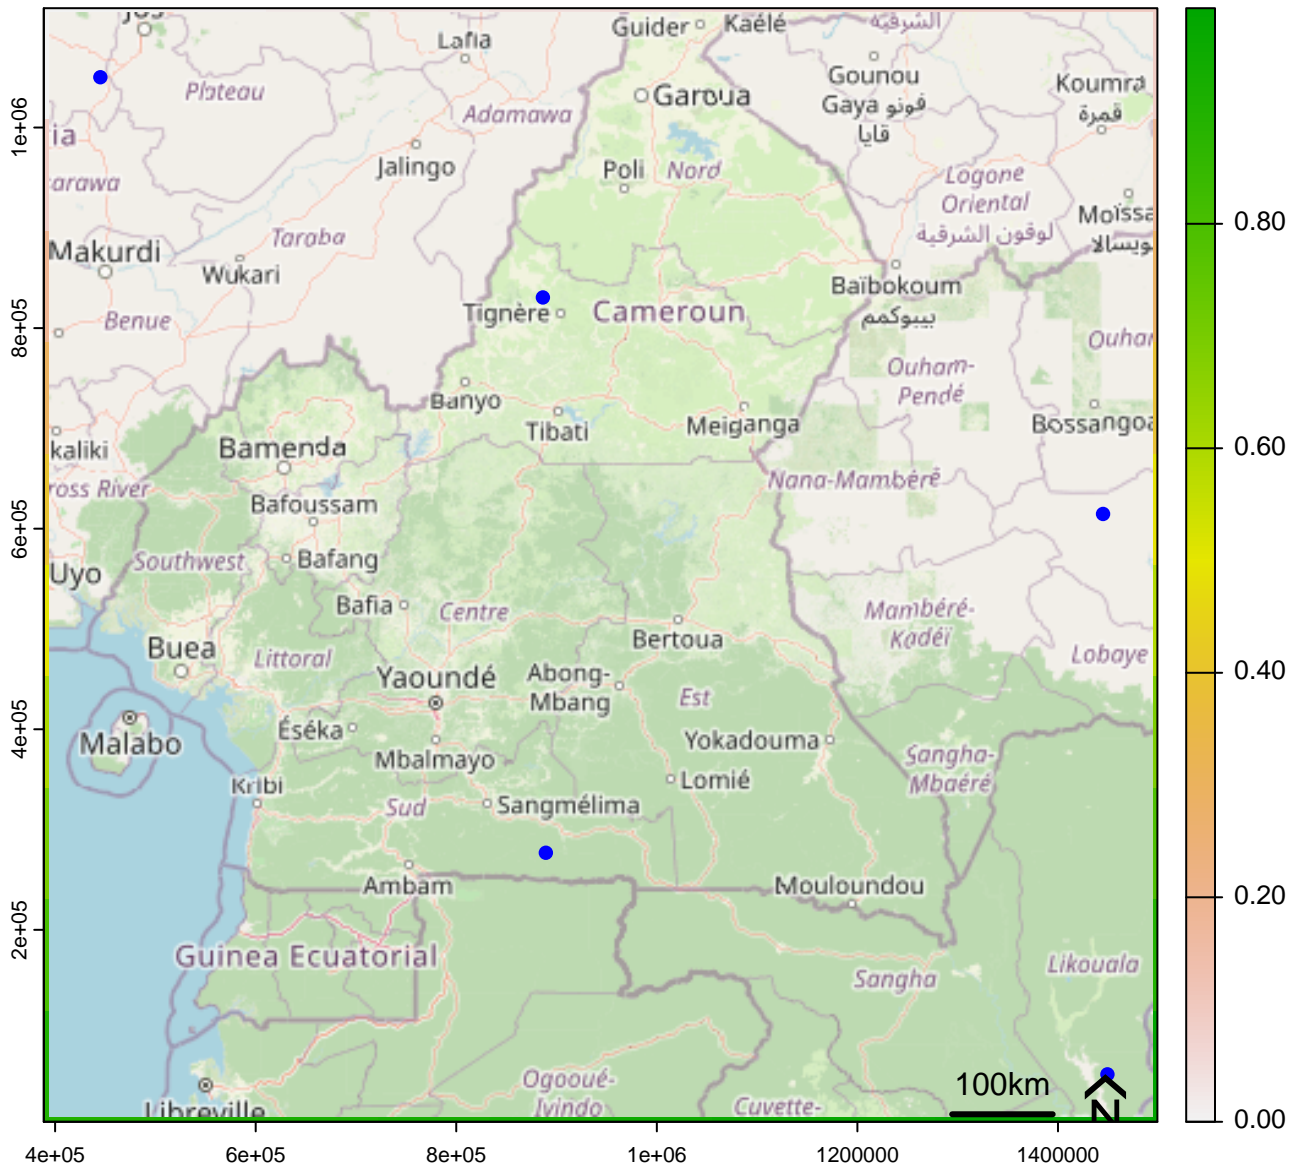 Jos
Guider
Kaélé
الشرقية
Lafia
Gounou
Gaya فونو
قايا
Koumra
قمرة
Plateau
Adamawa
Garoua
1e+06
ia
Jalingo
Poli
Nord
arawa
Logone
Oriental
لوقون الشرقية
Moïssa
ويسالا
Makurdi
Taraba
Wukari
0.80
Baïbokoum
بيبوكمم
Tignère
Cameroun
8e+05
Benue
Ouhar
Ouham-
Pendé
Banyo
Tibati
Meiganga
Bossangoa
kaliki
Bamenda
0.60
ross River
Nana-Mambéré
Bafoussam
6e+05
Southwest
Bafang
Uyo
Bafia
Centre
Mambéré-
Kadéï
Bertoua
Buea
Littoral
Lobaye
Yaoundé
Abong-
Mbang
0.40
Est
4e+05
Malabo
Éséka
Yokadouma
Mbalmayo
Sangha-
Mbaéré
Kribi
Lomié
Sud
Sangmélima
Ambam
Mouloundou
0.20
2e+05
Guinea Ecuatorial
Sangha
Likouala
Ogooué-
Ivindo
100km
N
Cuvette-
Libreville
0.00
4e+05
6e+05
8e+05
1e+06
1200000
1400000